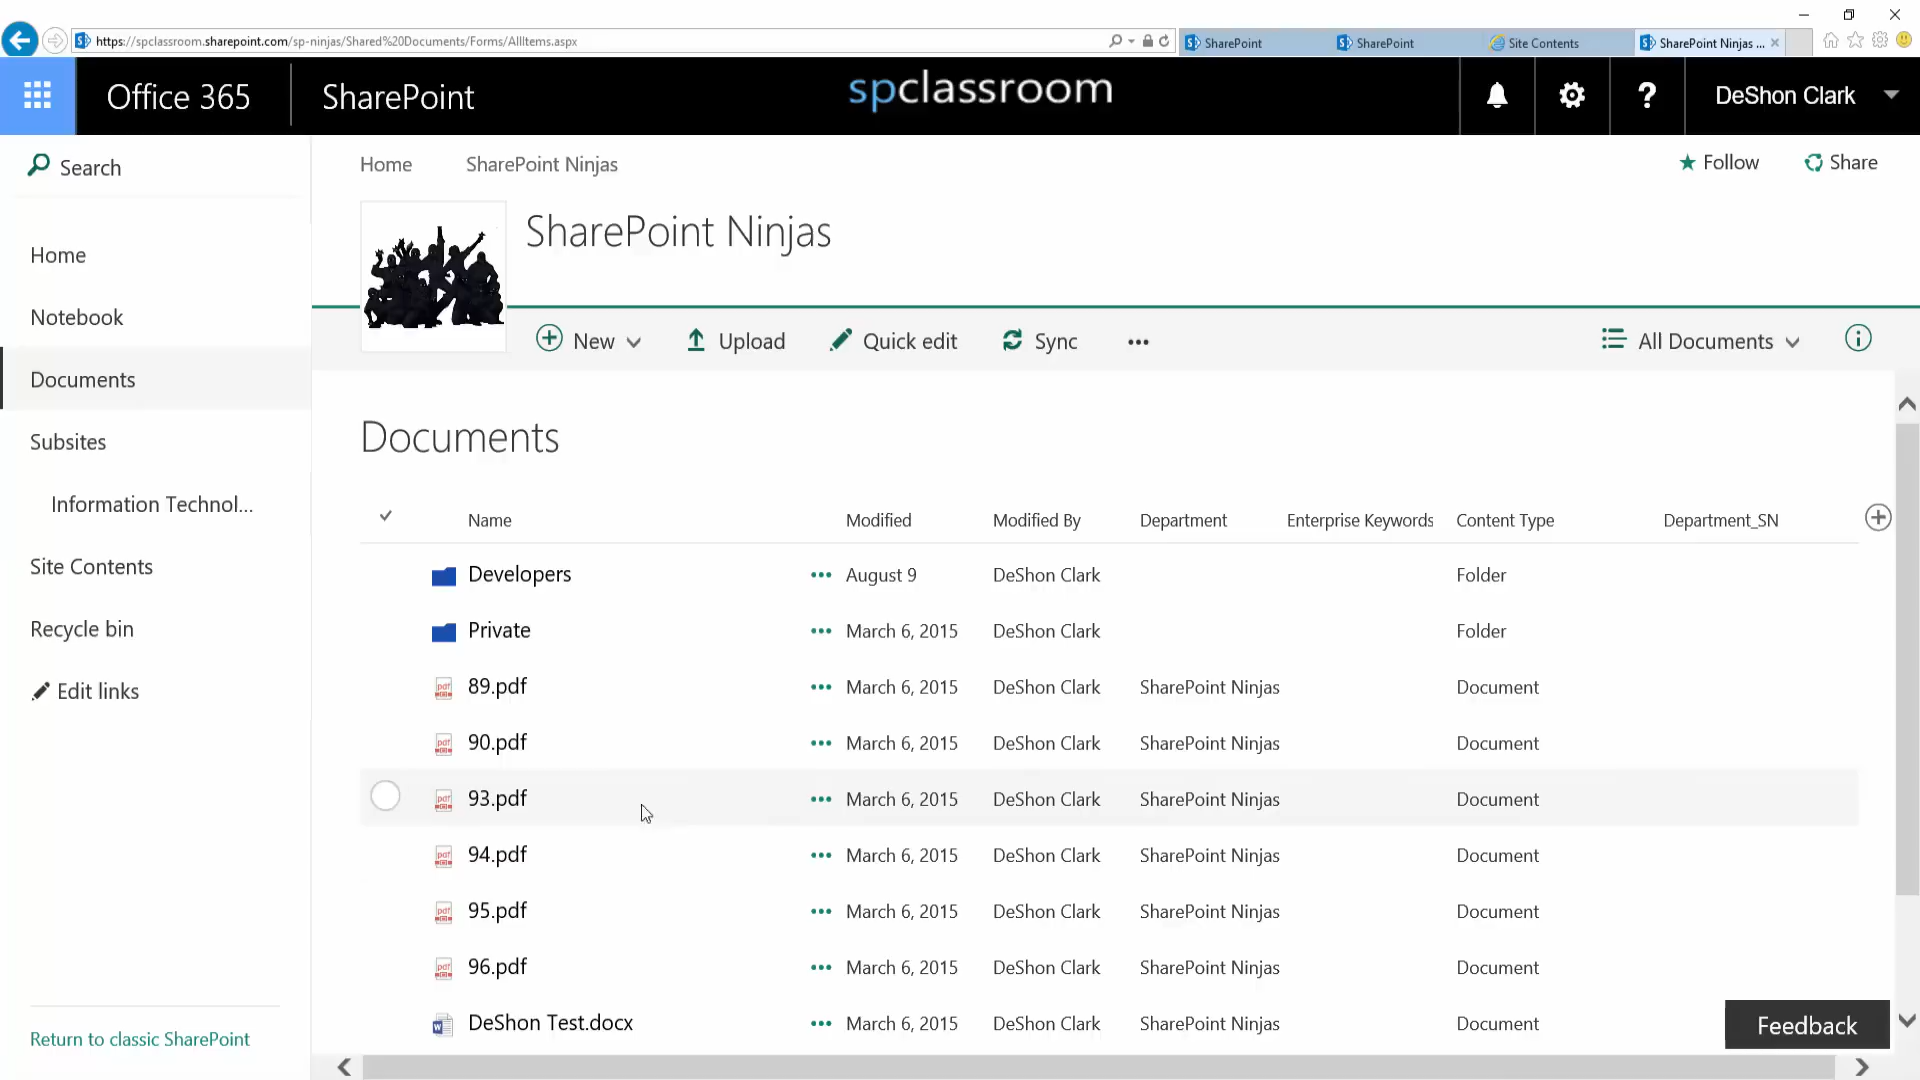 https://spclassroom.sharepoint.com/sp-ninjas/Shared%20Documents/Forms/AllItems.aspx
SharePoint
SharePoint
Site Contents
SharePoint Ninjas ...
Office 365
SharePoint
spclassroom
?
DeShon Clark
Search
Home
SharePoint Ninjas
Follow
Share
SharePoint Ninjas
Home
Notebook
Documents
Subsites
Information Technol...
Site Contents
Recycle bin
Edit links
Return to classic SharePoint
New
Upload
Quick edit
Sync
...
All Documents
Documents
Name Modified Modified By Department Enterprise Keywords Content Type Department_SN
Developers ... August 9 DeShon Clark Folder
Private ... March 6, 2015 DeShon Clark Folder
89.pdf ... March 6, 2015 DeShon Clark SharePoint Ninjas Document
90.pdf ... March 6, 2015 DeShon Clark SharePoint Ninjas Document
93.pdf ... March 6, 2015 DeShon Clark SharePoint Ninjas Document
94.pdf ... March 6, 2015 DeShon Clark SharePoint Ninjas Document
95.pdf ... March 6, 2015 DeShon Clark SharePoint Ninjas Document
96.pdf ... March 6, 2015 DeShon Clark SharePoint Ninjas Document
DeShon Test.docx ... March 6, 2015 DeShon Clark SharePoint Ninjas Document
Feedback